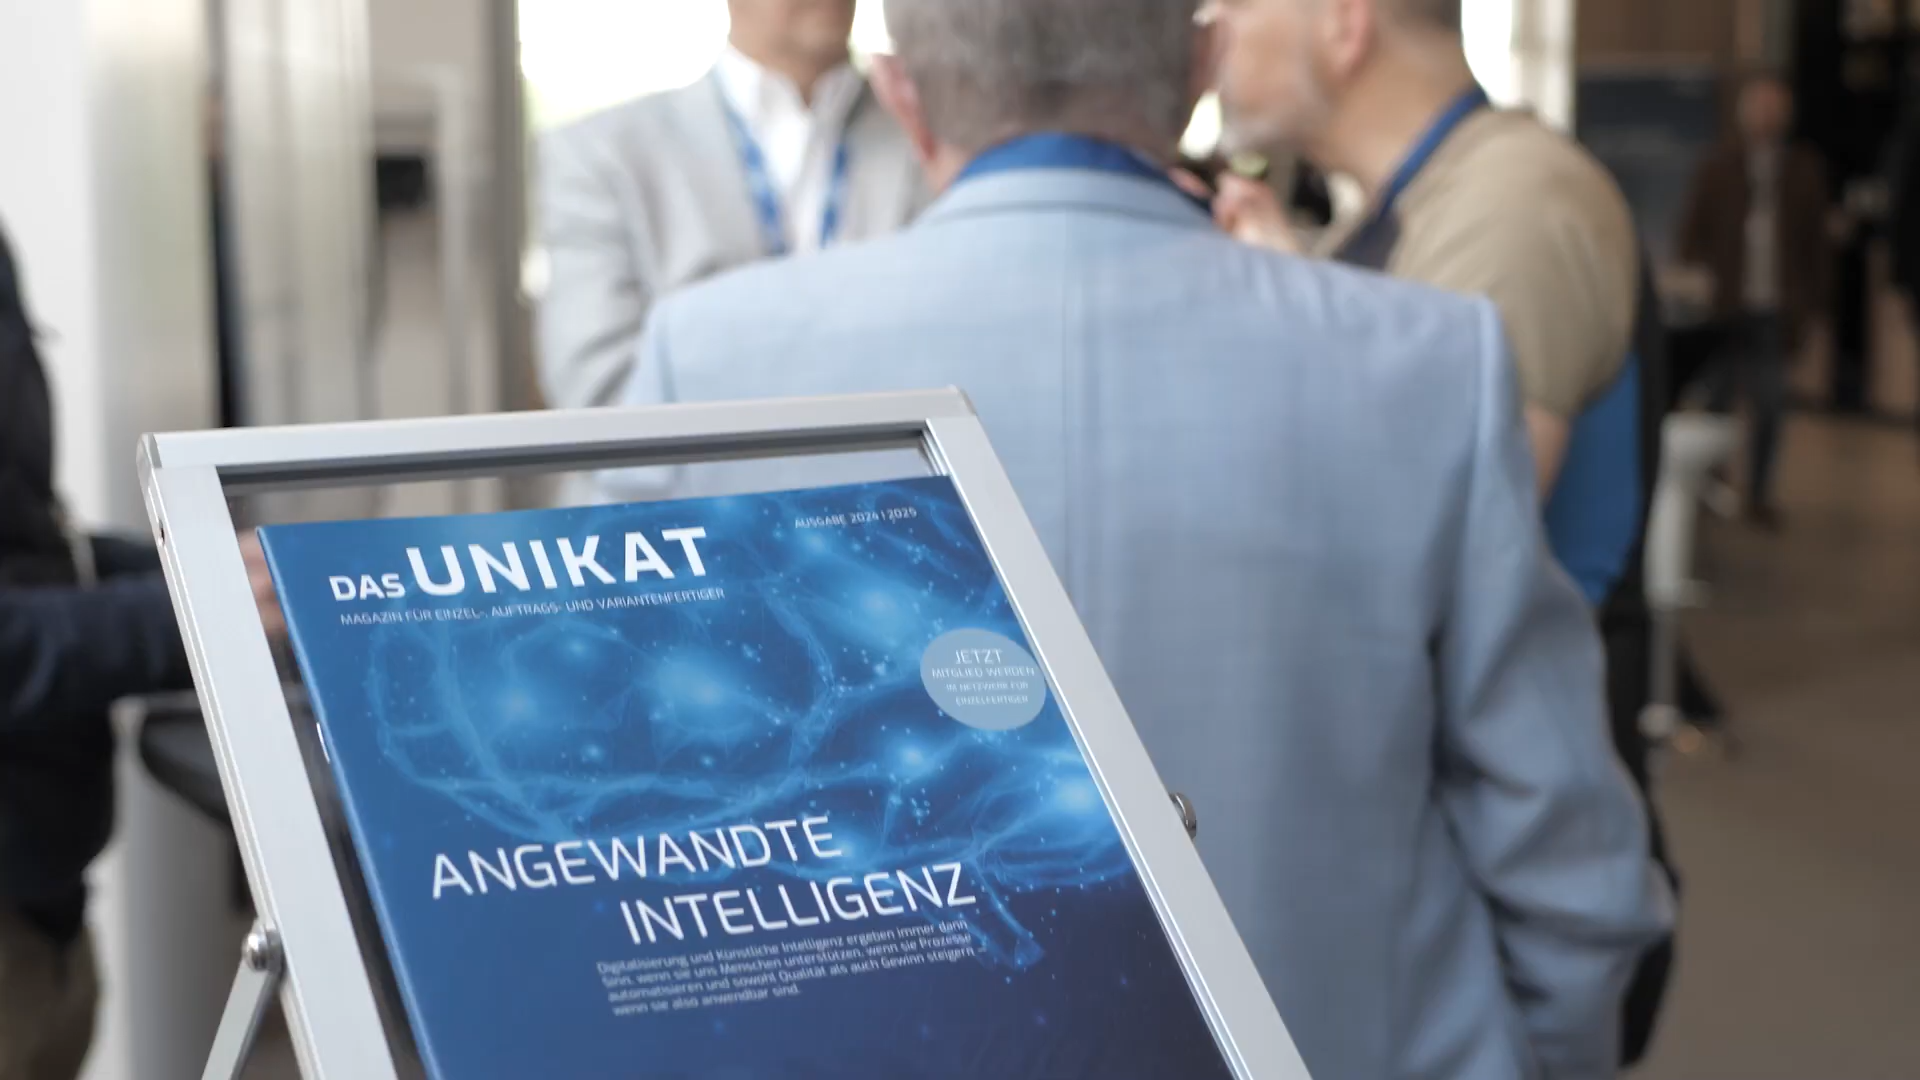 AUSGABE 2024 | 2025
DAS UNIKAT
MAGAZIN FÜR EINZEL-, AUFTRAGS- UND VARIANTENFERTIGER
JETZT
MITGLIED WERDEN
IM NETZWERK FÜR
EINZELFERTIGER
ANGEWANDTE
INTELLIGENZ
Digitalisierung und Künstliche Intelligenz ergeben immer dann
Sinn, wenn sie uns Menschen unterstützen, wenn sie Prozesse
automatisieren und sowohl Qualität als auch Gewinn steigern –
wenn sie also anwendbar sind.